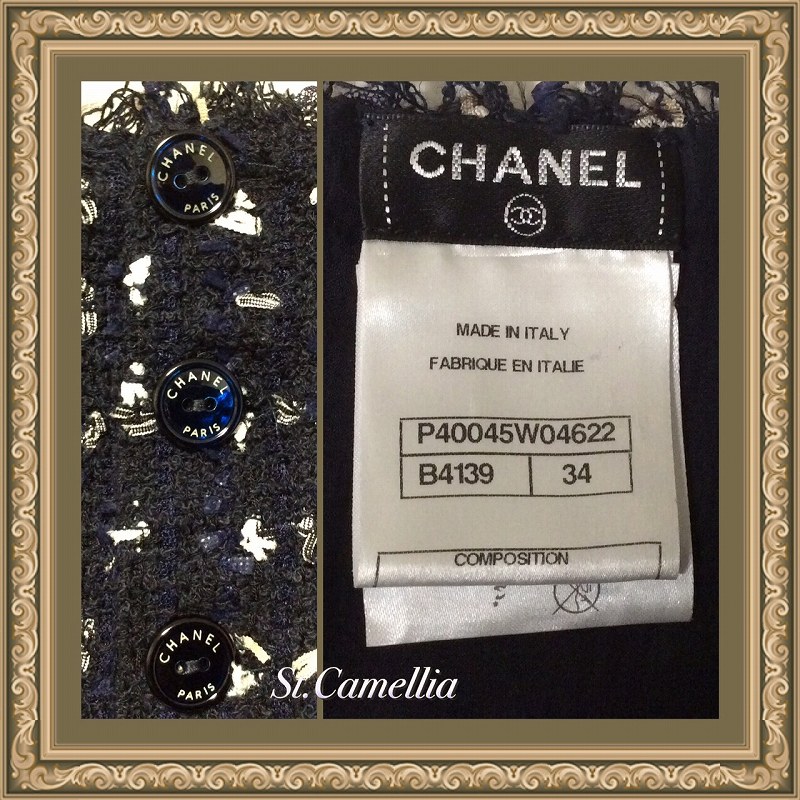 CHANEL
PARIS
CHANEL
PARIS
CHANEL
PARIS
CHANEL
MADE IN ITALY
FABRIQUE EN ITALIE
P40045W04622
B4139 34
COMPOSITION
St.Camellia